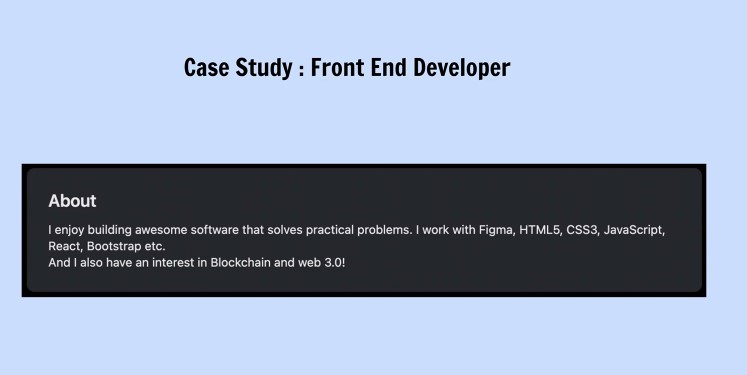 Case Study : Front End Developer
About
I enjoy building awesome software that solves practical problems. I work with Figma, HTML5, CSS3, JavaScript,
React, Bootstrap etc.
And I also have an interest in Blockchain and web 3.0!